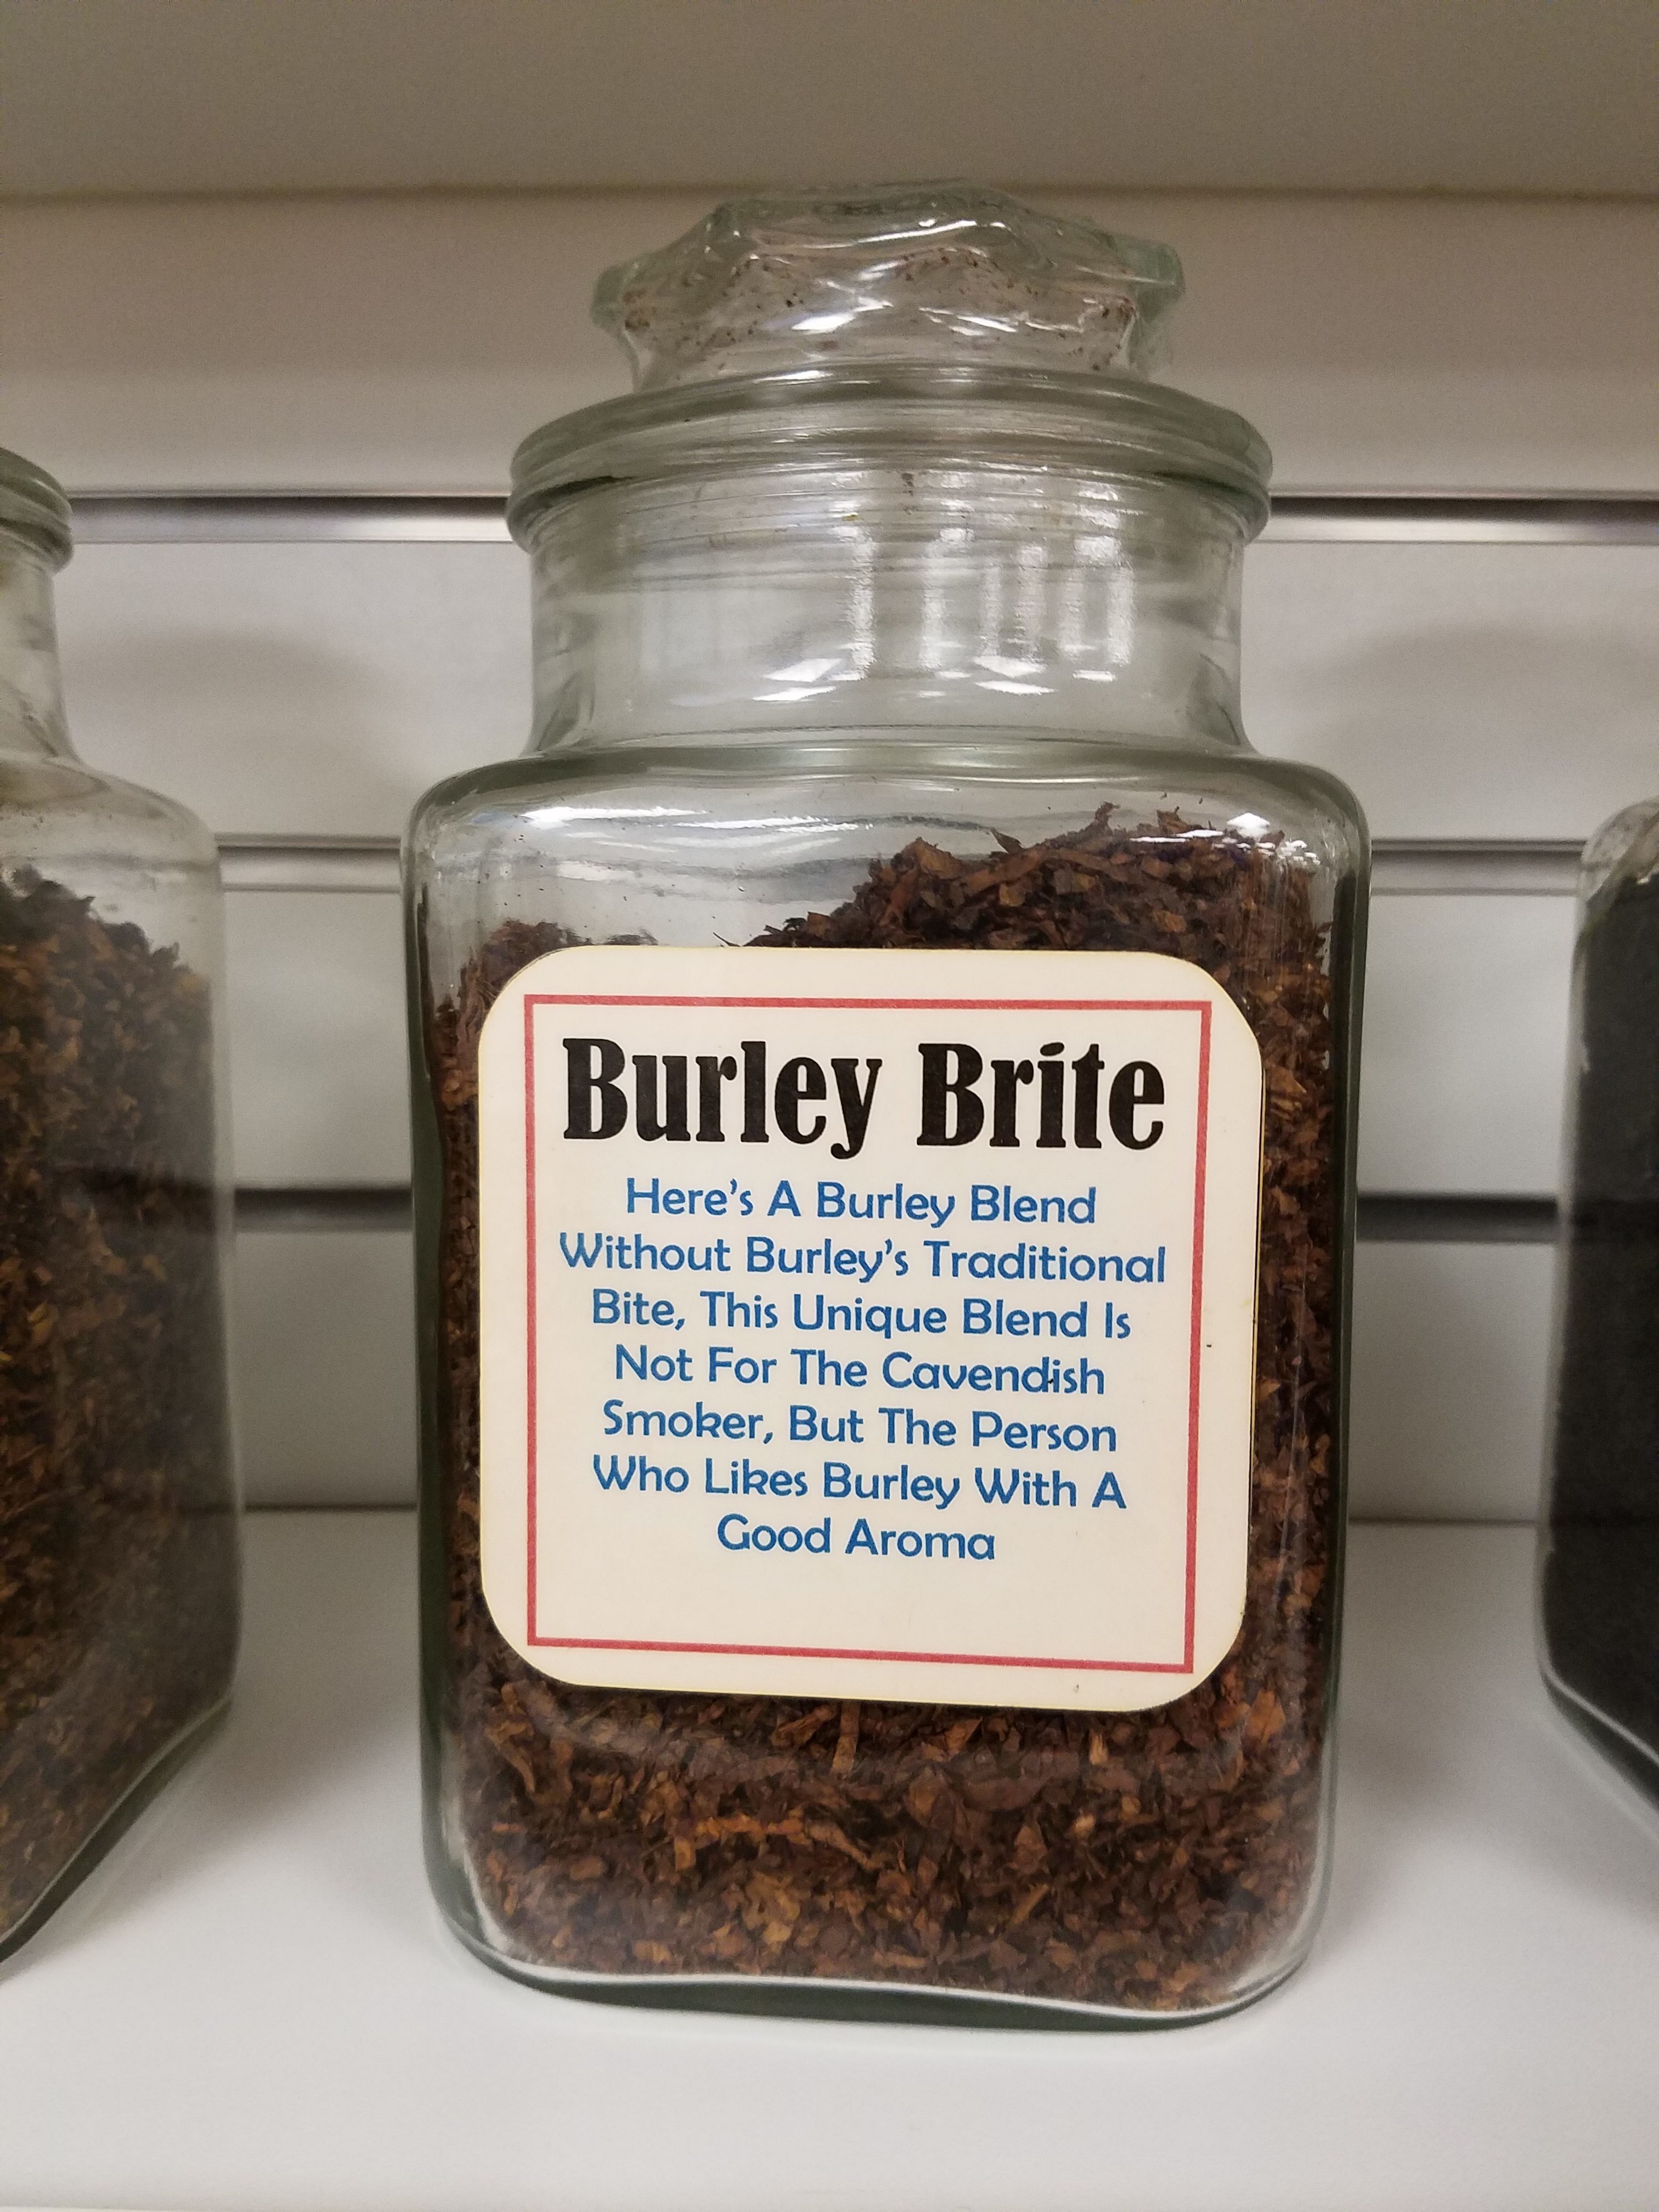 Burley Brite
Here's A Burley Blend
Without Burley's Traditional
Bite, This Unique Blend Is
Not For The Cavendish
Smoker, But The Person
Who Likes Burley With A
Good Aroma